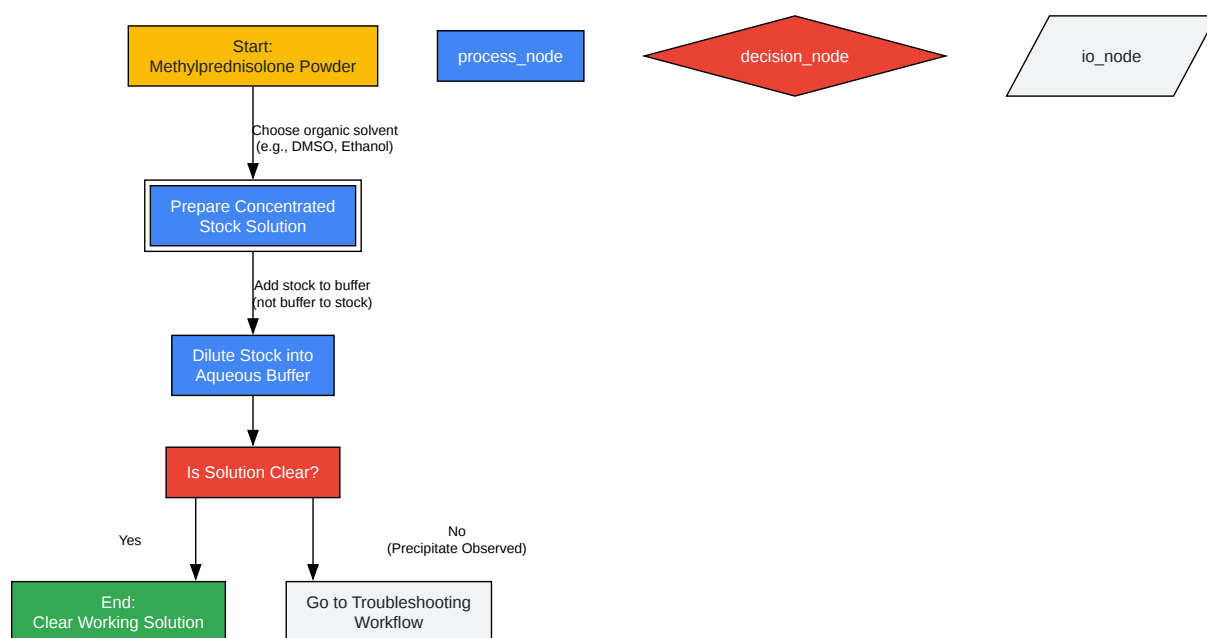 Start:
Methylprednisolone Powder
process_node
decision_node
io_node
Choose organic solvent
(e.g., DMSO, Ethanol)
Prepare Concentrated
Stock Solution
Add stock to buffer
(not buffer to stock)
Dilute Stock into
Aqueous Buffer
Is Solution Clear?
Yes
No
(Precipitate Observed)
End:
Clear Working Solution
Go to Troubleshooting
Workflow